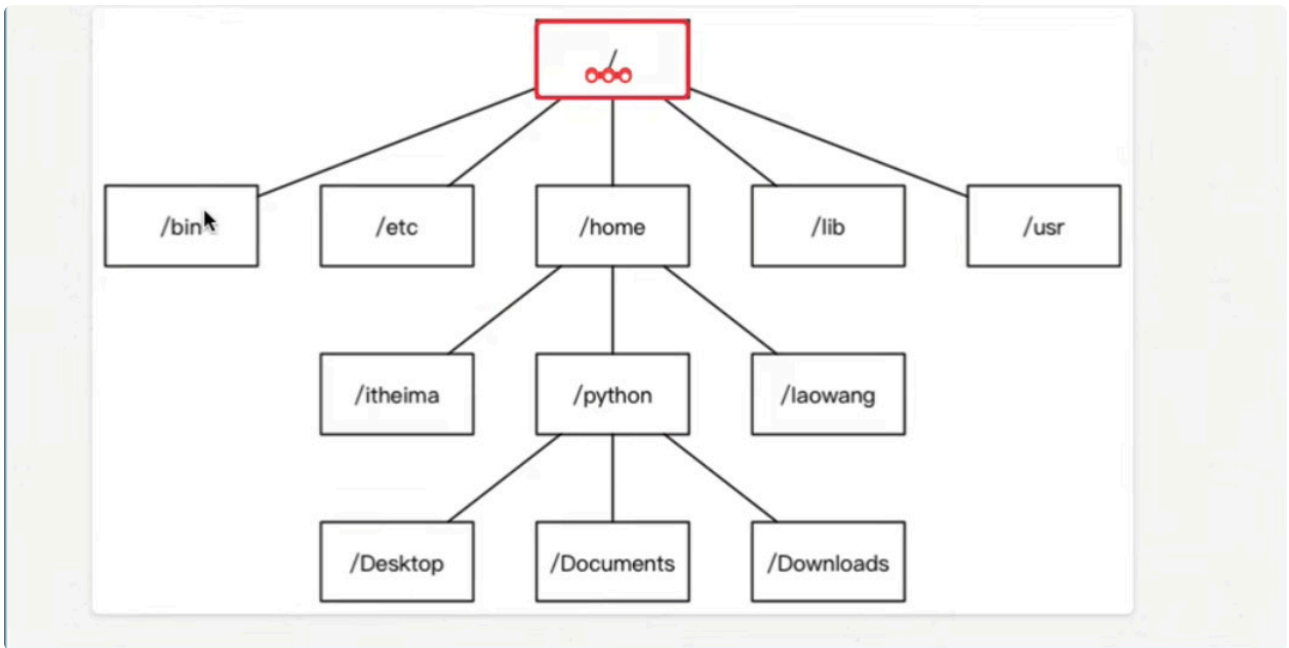 /
/bin
/etc
/home
/lib
/usr
/itheima
/python
/laowang
/Desktop
/Documents
/Downloads